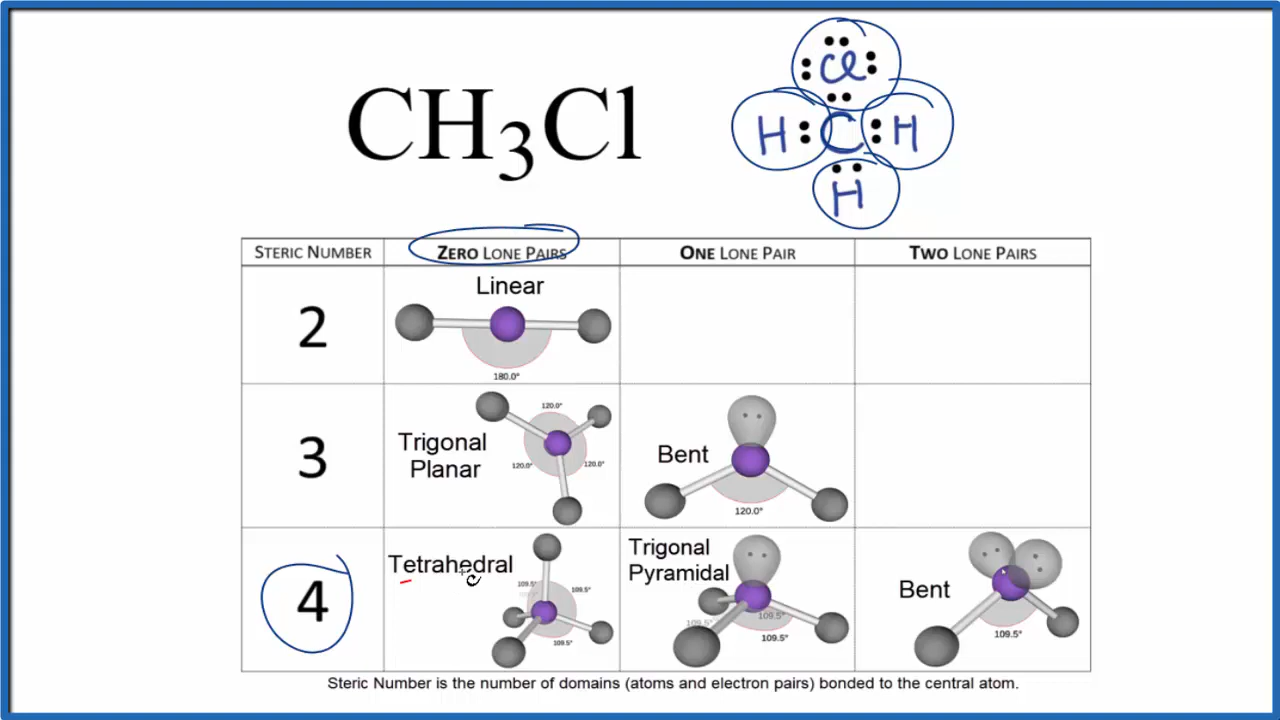 CH₃Cl
Cl
H C H
H
STERIC NUMBER ZERO LONE PAIRS ONE LONE PAIR TWO LONE PAIRS
2
Linear
180.0°
3
Trigonal
Planar
120.0°
120.0°
120.0°
Bent
120.0°
4
Tetrahedral
109.5°
109.5°
109.5°
Trigonal
Pyramidal
109.5°
109.5°
109.5°
Bent
109.5°
Steric Number is the number of domains (atoms and electron pairs) bonded to the central atom.